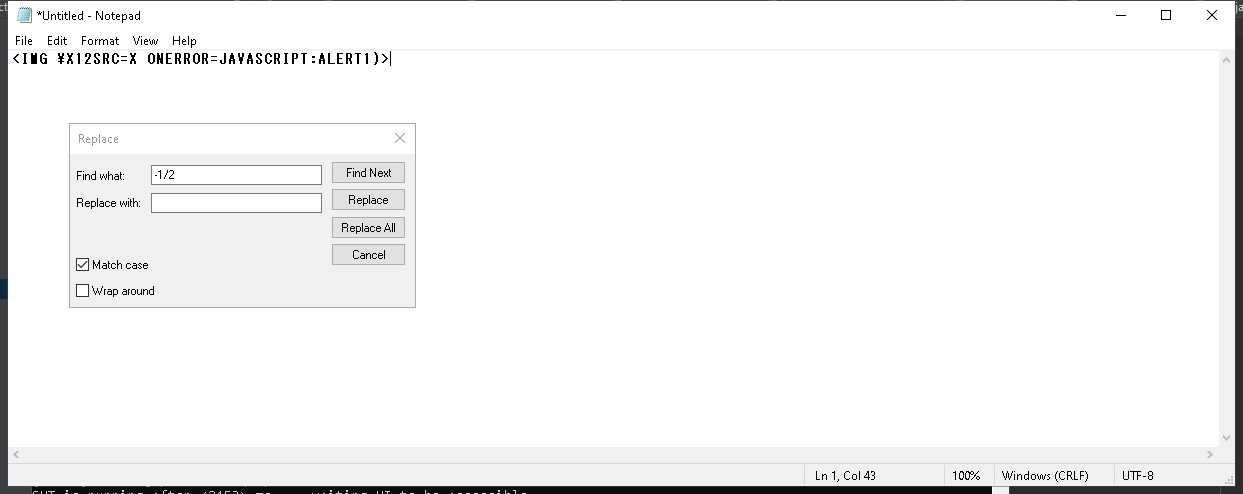 *Untitled - Notepad
File Edit Format View Help
<IMG ¥X12SRC=X ONERROR=JAVASCRIPT:ALERT1)>
Replace
Find what: -1/2 Find Next
Replace with: Replace
Replace All
Cancel
Match case
Wrap around
Ln 1, Col 43 100% Windows (CRLF) UTF-8